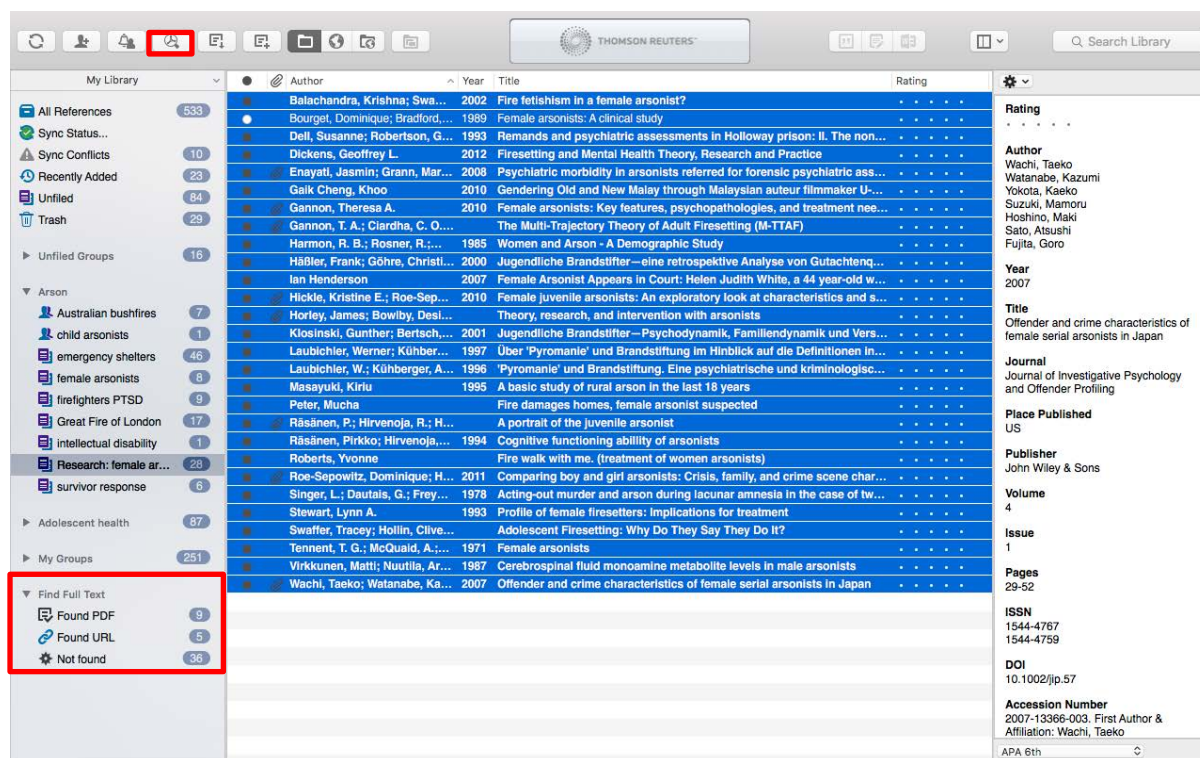 THOMSON REUTERS™
Search Library
My Library
All References 533
Sync Status...
Sync Conflicts 10
Recently Added 23
Unfiled 84
Trash 29
Unfiled Groups 16
Arson
Australian bushfires 7
child arsonists 1
emergency shelters 46
female arsonists 8
firefighters PTSD 9
Great Fire of London 17
intellectual disability 1
Research: female ar... 28
survivor response 6
Adolescent health 87
My Groups 251
Find Full Text
Found PDF 9
Found URL 5
Not found 36
Author Year Title Rating
Balachandra, Krishna; Swa... 2002 Fire fetishism in a female arsonist?
Bourget, Dominique; Bradford,... 1989 Female arsonists: A clinical study
Dell, Susanne; Robertson, G... 1993 Remands and psychiatric assessments in Holloway prison: II. The non...
Dickens, Geoffrey L. 2012 Firesetting and Mental Health Theory, Research and Practice
Enayati, Jasmin; Grann, Mar... 2008 Psychiatric morbidity in arsonists referred for forensic psychiatric ass...
Gaik Cheng, Khoo 2010 Gendering Old and New Malay through Malaysian auteur filmmaker U-...
Gannon, Theresa A. 2010 Female arsonists: Key features, psychopathologies, and treatment nee...
Gannon, T. A.; Ciardha, C. O.... The Multi-Trajectory Theory of Adult Firesetting (M-TTAF)
Harmon, R. B.; Rosner, R.;... 1985 Women and Arson - A Demographic Study
Häßler, Frank; Göhre, Christi... 2000 Jugendliche Brandstifter—eine retrospektive Analyse von Gutachtenq...
Ian Henderson 2007 Female Arsonist Appears in Court: Helen Judith White, a 44 year-old w...
Hickle, Kristine E.; Roe-Sep... 2010 Female juvenile arsonists: An exploratory look at characteristics and s...
Horley, James; Bowlby, Desi... Theory, research, and intervention with arsonists
Klosinski, Gunther; Bertsch,... 2001 Jugendliche Brandstifter—Psychodynamik, Familiendynamik und Vers...
Laubichler, Werner; Kühber... 1997 Über 'Pyromanie' und Brandstiftung im Hinblick auf die Definitionen in...
Laubichler, W.; Kühberger, A... 1996 'Pyromanie' und Brandstiftung. Eine psychiatrische und kriminologisc...
Masayuki, Kiriu 1995 A basic study of rural arson in the last 18 years
Peter, Mucha Fire damages homes, female arsonist suspected
Räsänen, P.; Hirvenoja, R.; H... A portrait of the juvenile arsonist
Räsänen, Pirkko; Hirvenoja,... 1994 Cognitive functioning abillity of arsonists
Roberts, Yvonne Fire walk with me. (treatment of women arsonists)
Roe-Sepowitz, Dominique; H... 2011 Comparing boy and girl arsonists: Crisis, family, and crime scene char...
Singer, L.; Dautais, G.; Frey... 1978 Acting-out murder and arson during lacunar amnesia in the case of tw...
Stewart, Lynn A. 1993 Profile of female firesetters: Implications for treatment
Swaffer, Tracey; Hollin, Clive... Adolescent Firesetting: Why Do They Say They Do It?
Tennent, T. G.; McQuaid, A.;... 1971 Female arsonists
Virkkunen, Matti; Nuutila, Ar... 1987 Cerebrospinal fluid monoamine metabolite levels in male arsonists
Wachi, Taeko; Watanabe, Ka... 2007 Offender and crime characteristics of female serial arsonists in Japan
Rating
Author
Wachi, Taeko
Watanabe, Kazumi
Yokota, Kaeko
Suzuki, Mamoru
Hoshino, Maki
Sato, Atsushi
Fujita, Goro
Year
2007
Title
Offender and crime characteristics of
female serial arsonists in Japan
Journal
Journal of Investigative Psychology
and Offender Profiling
Place Published
US
Publisher
John Wiley & Sons
Volume
4
Issue
1
Pages
29-52
ISSN
1544-4767
1544-4759
DOI
10.1002/jip.57
Accession Number
2007-13366-003. First Author &
Affiliation: Wachi, Taeko
APA 6th